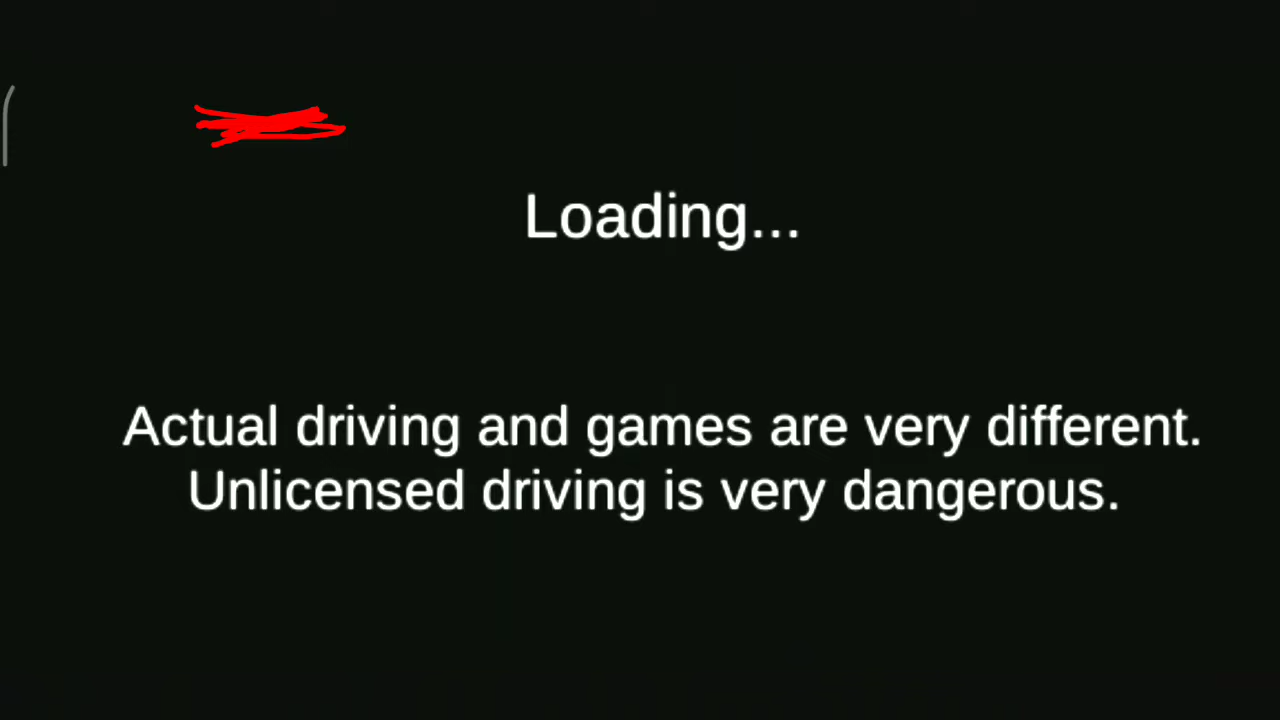 Loading...
Actual driving and games are very different.
Unlicensed driving is very dangerous.